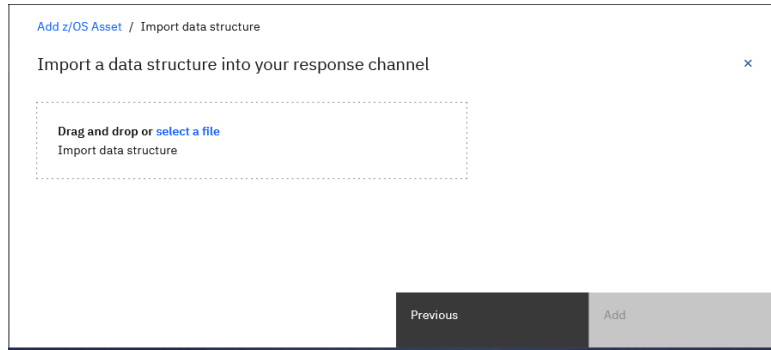 Add z/OS Asset / Import data structure
Import a data structure into your response channel
Drag and drop or select a file
Import data structure
Previous
Add